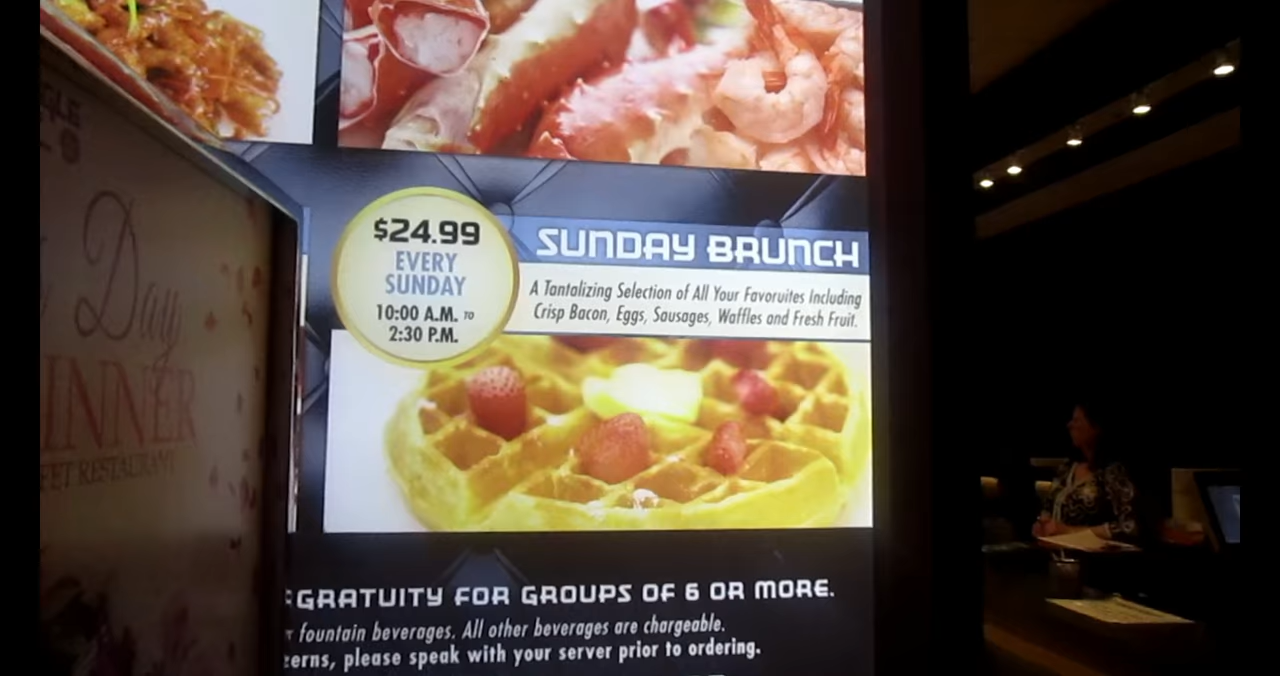 $24.99
EVERY
SUNDAY
10:00 A.M. TO
2:30 P.M.
SUNDAY BRUNCH
A Tantalizing Selection of All Your Favoruites Including
Crisp Bacon, Eggs, Sausages, Waffles and Fresh Fruit.
Day
GRATUITY FOR GROUPS OF 6 OR MORE.
fountain beverages. All other beverages are chargeable.
please speak with your server prior to ordering.
RESTAURANT